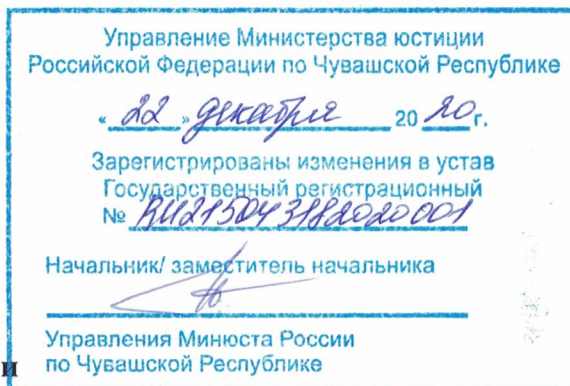 Управление Министерства юстиции
Российской Федерации по Чувашской Республике
« 22 » декабря 20 20 г.
Зарегистрированы изменения в устав
Государственный регистрационный
№ RU215043182020001
Начальник/ заместитель начальника
Управления Минюста России
и по Чувашской Республике